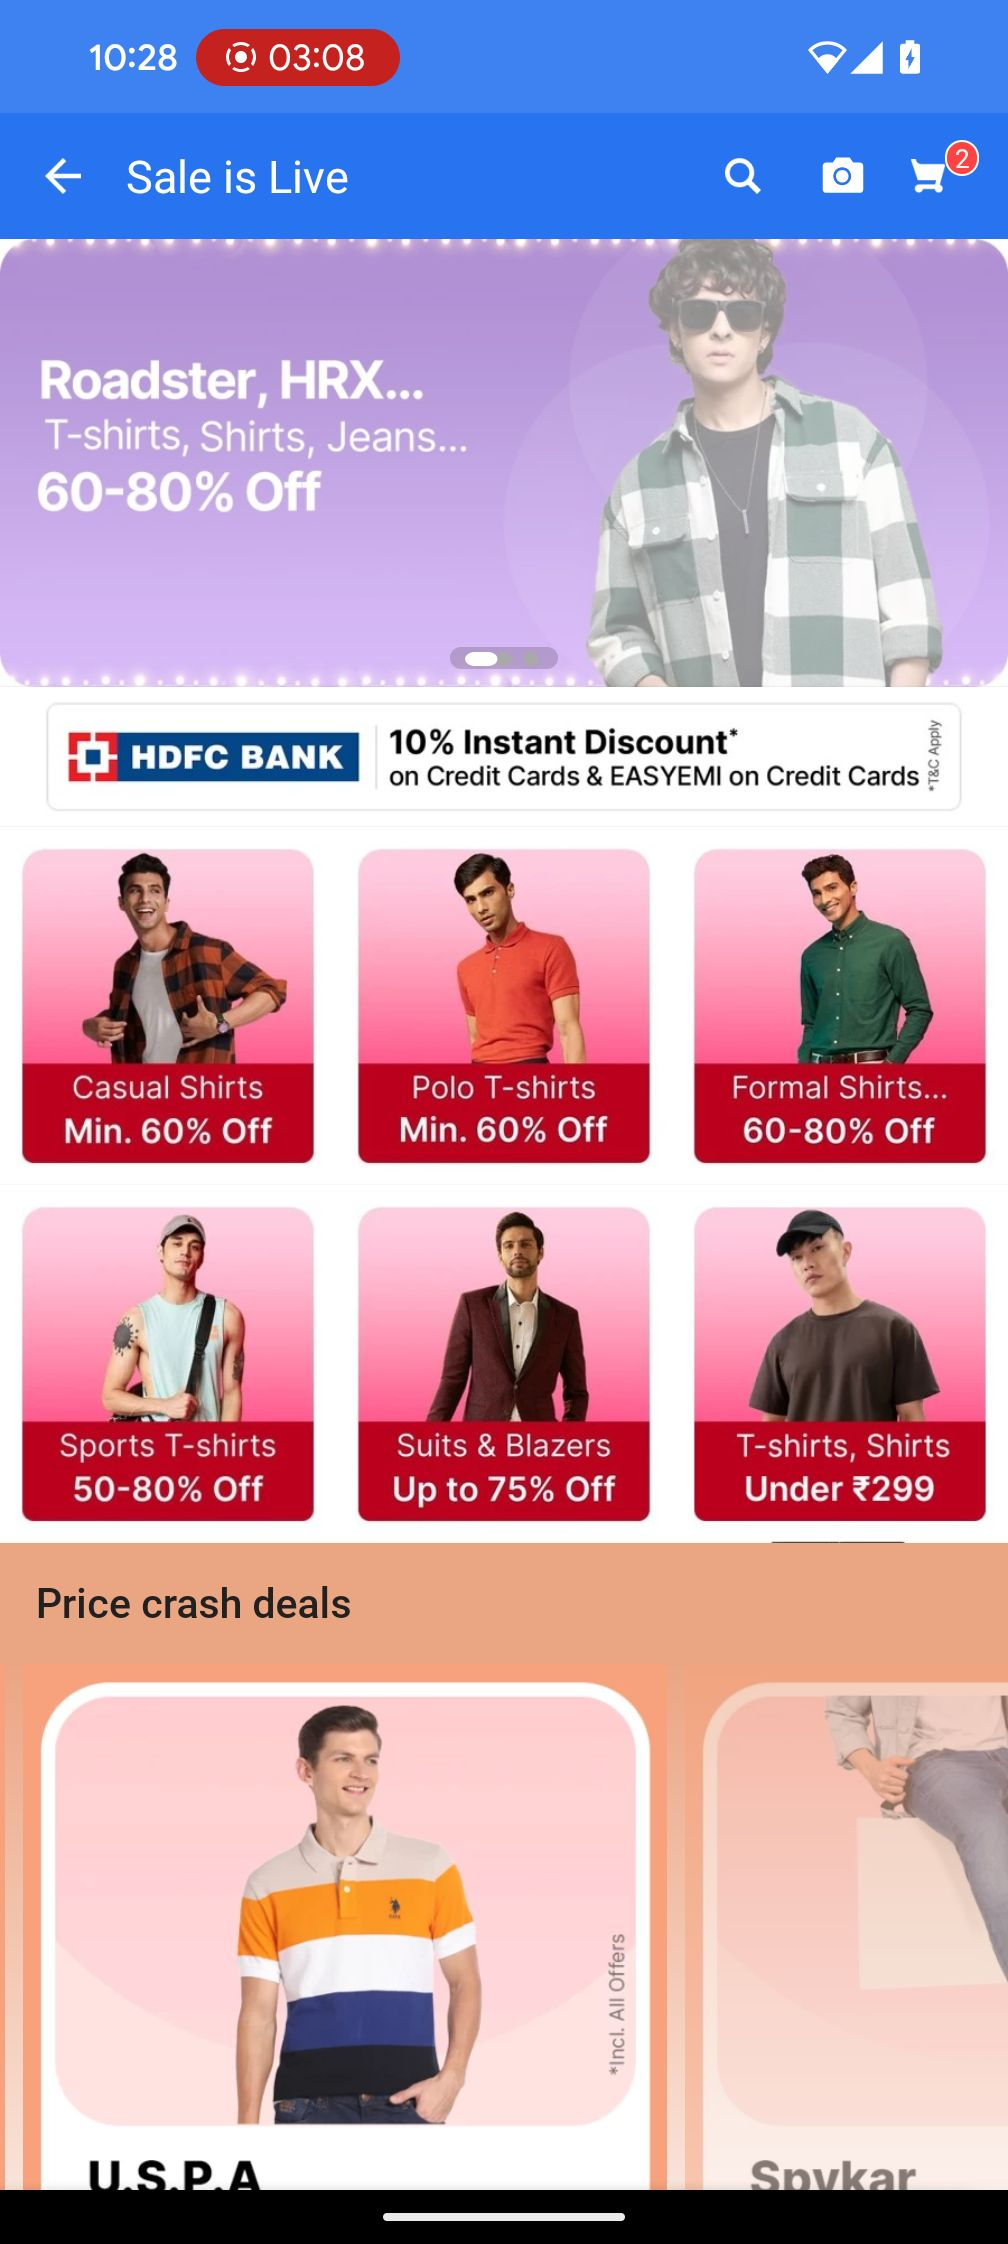 10:28
03:08
Sale is Live
2
Roadster, HRX...
T-shirts, Shirts, Jeans...
60-80% Off
HDFC BANK
10% Instant Discount*
on Credit Cards & EASYEMI on Credit Cards
*T&C Apply
Casual Shirts
Min. 60% Off
Polo T-shirts
Min. 60% Off
Formal Shirts...
60-80% Off
Sports T-shirts
50-80% Off
Suits & Blazers
Up to 75% Off
T-shirts, Shirts
Under ₹299
Price crash deals
*Incl. All Offers
U.S.P.A
Spykar